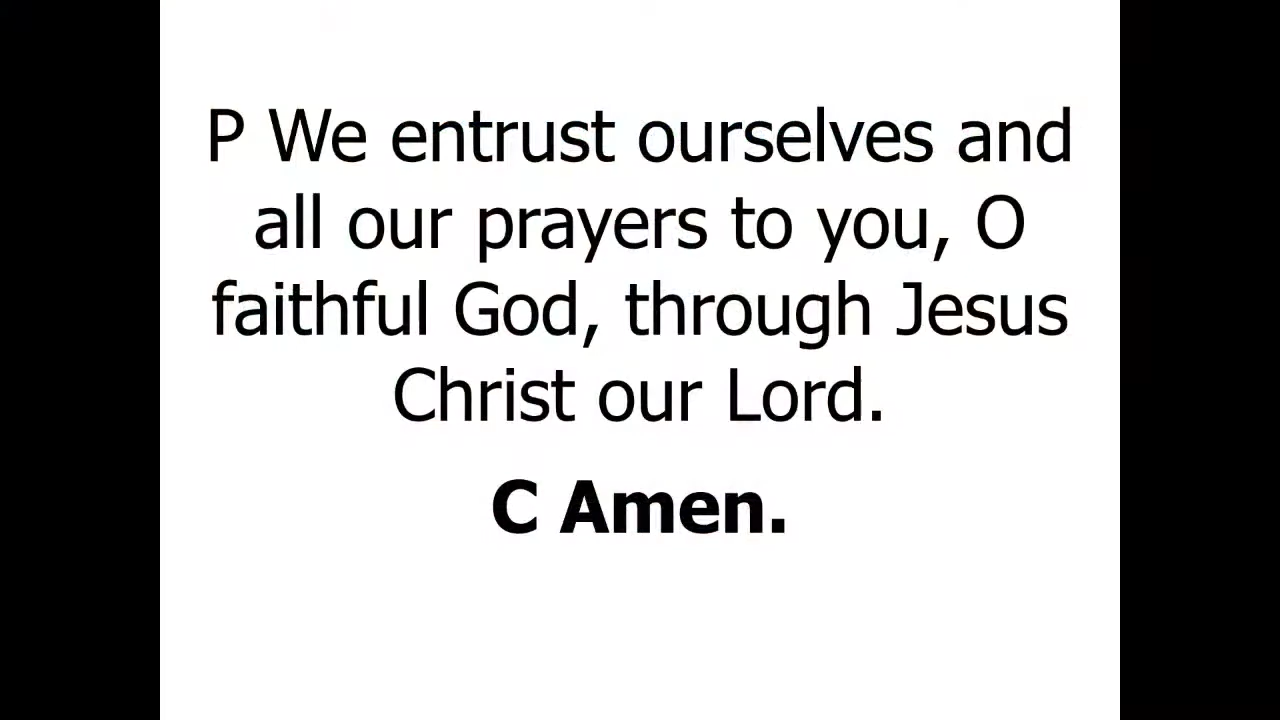 P We entrust ourselves and
all our prayers to you, O
faithful God, through Jesus
Christ our Lord.
C Amen.